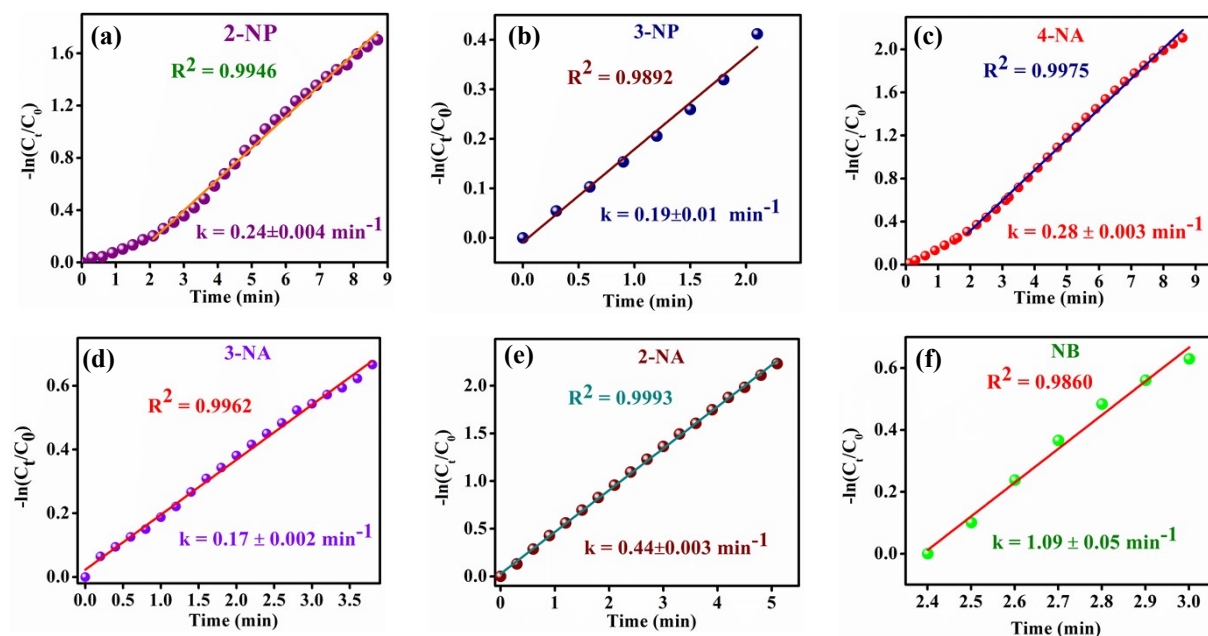 (a)
2-NP
R² = 0.9946
k = 0.24±0.004 min⁻¹
-ln(Cₜ/C₀)
1.6
1.2
0.8
0.4
0.0
0 1 2 3 4 5 6 7 8 9
Time (min)
(b)
3-NP
R² = 0.9892
k = 0.19±0.01 min⁻¹
-ln(Cₜ/C₀)
0.4
0.3
0.2
0.1
0.0
0.0 0.5 1.0 1.5 2.0
Time (min)
(c)
4-NA
R² = 0.9975
k = 0.28 ± 0.003 min⁻¹
-ln(Cₜ/C₀)
2.0
1.6
1.2
0.8
0.4
0.0
0 1 2 3 4 5 6 7 8 9
Time (min)
(d)
3-NA
R² = 0.9962
k = 0.17 ± 0.002 min⁻¹
-ln(Cₜ/C₀)
0.6
0.4
0.2
0.0
0.0 0.5 1.0 1.5 2.0 2.5 3.0 3.5
Time (min)
(e)
2-NA
R² = 0.9993
k = 0.44±0.003 min⁻¹
-ln(Cₜ/C₀)
2.0
1.5
1.0
0.5
0.0
0 1 2 3 4 5
Time (min)
(f)
NB
R² = 0.9860
k = 1.09 ± 0.05 min⁻¹
-ln(Cₜ/C₀)
0.6
0.4
0.2
0.0
2.4 2.5 2.6 2.7 2.8 2.9 3.0
Time (min)